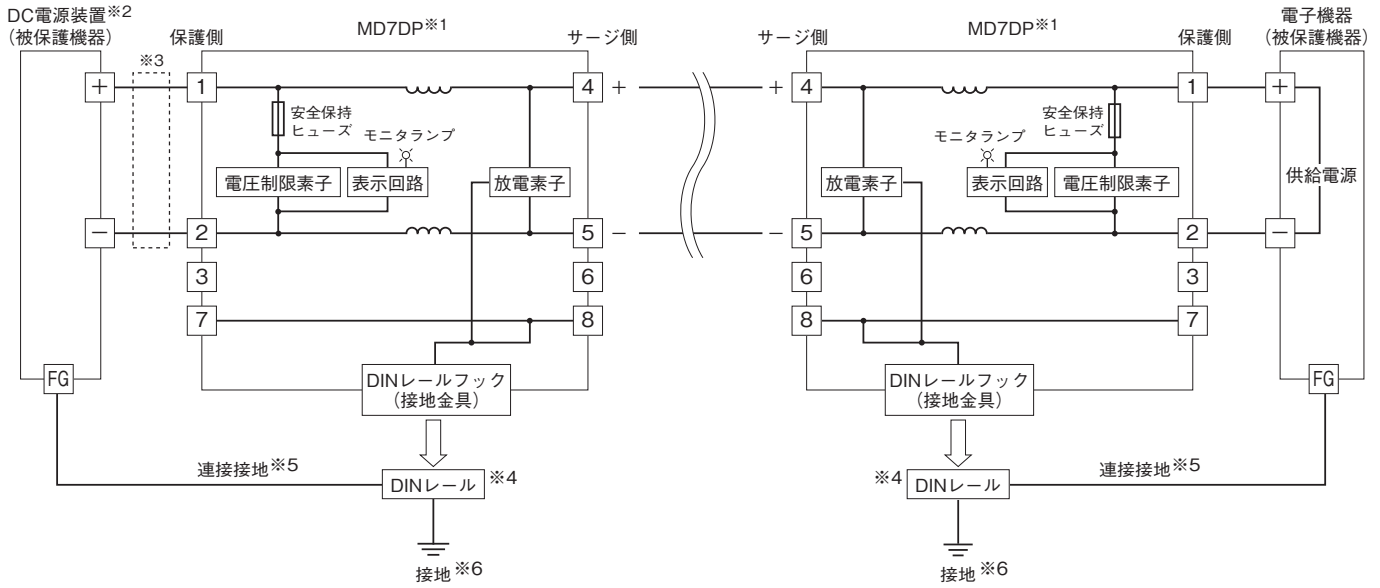 DC電源装置※2
（被保護機器）
保護側
MD7DP※1
サージ側
サージ側
MD7DP※1
保護側
電子機器
（被保護機器）
※3
＋
1
4
＋
＋
4
1
＋
安全保持
ヒューズ
モニタランプ
電圧制限素子
表示回路
放電素子
放電素子
モニタランプ
安全保持
ヒューズ
表示回路
電圧制限素子
供給電源
－
2
5
－
－
5
2
－
3
6
6
3
7
8
8
7
FG
DINレールフック
（接地金具）
DINレールフック
（接地金具）
FG
連接接地※5
DINレール
※4
※4
DINレール
連接接地※5
接地※6
接地※6